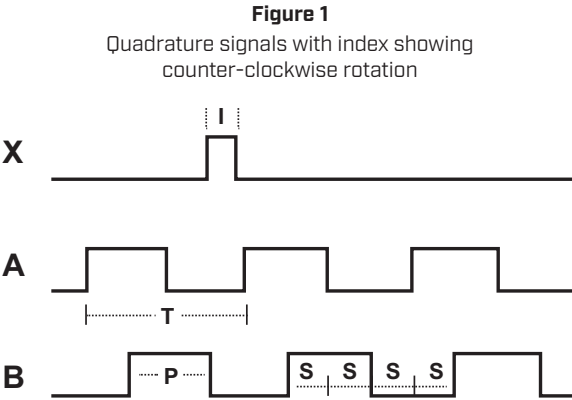 Figure 1
Quadrature signals with index showing
counter-clockwise rotation
I
X
A
T
B
P
S S S S